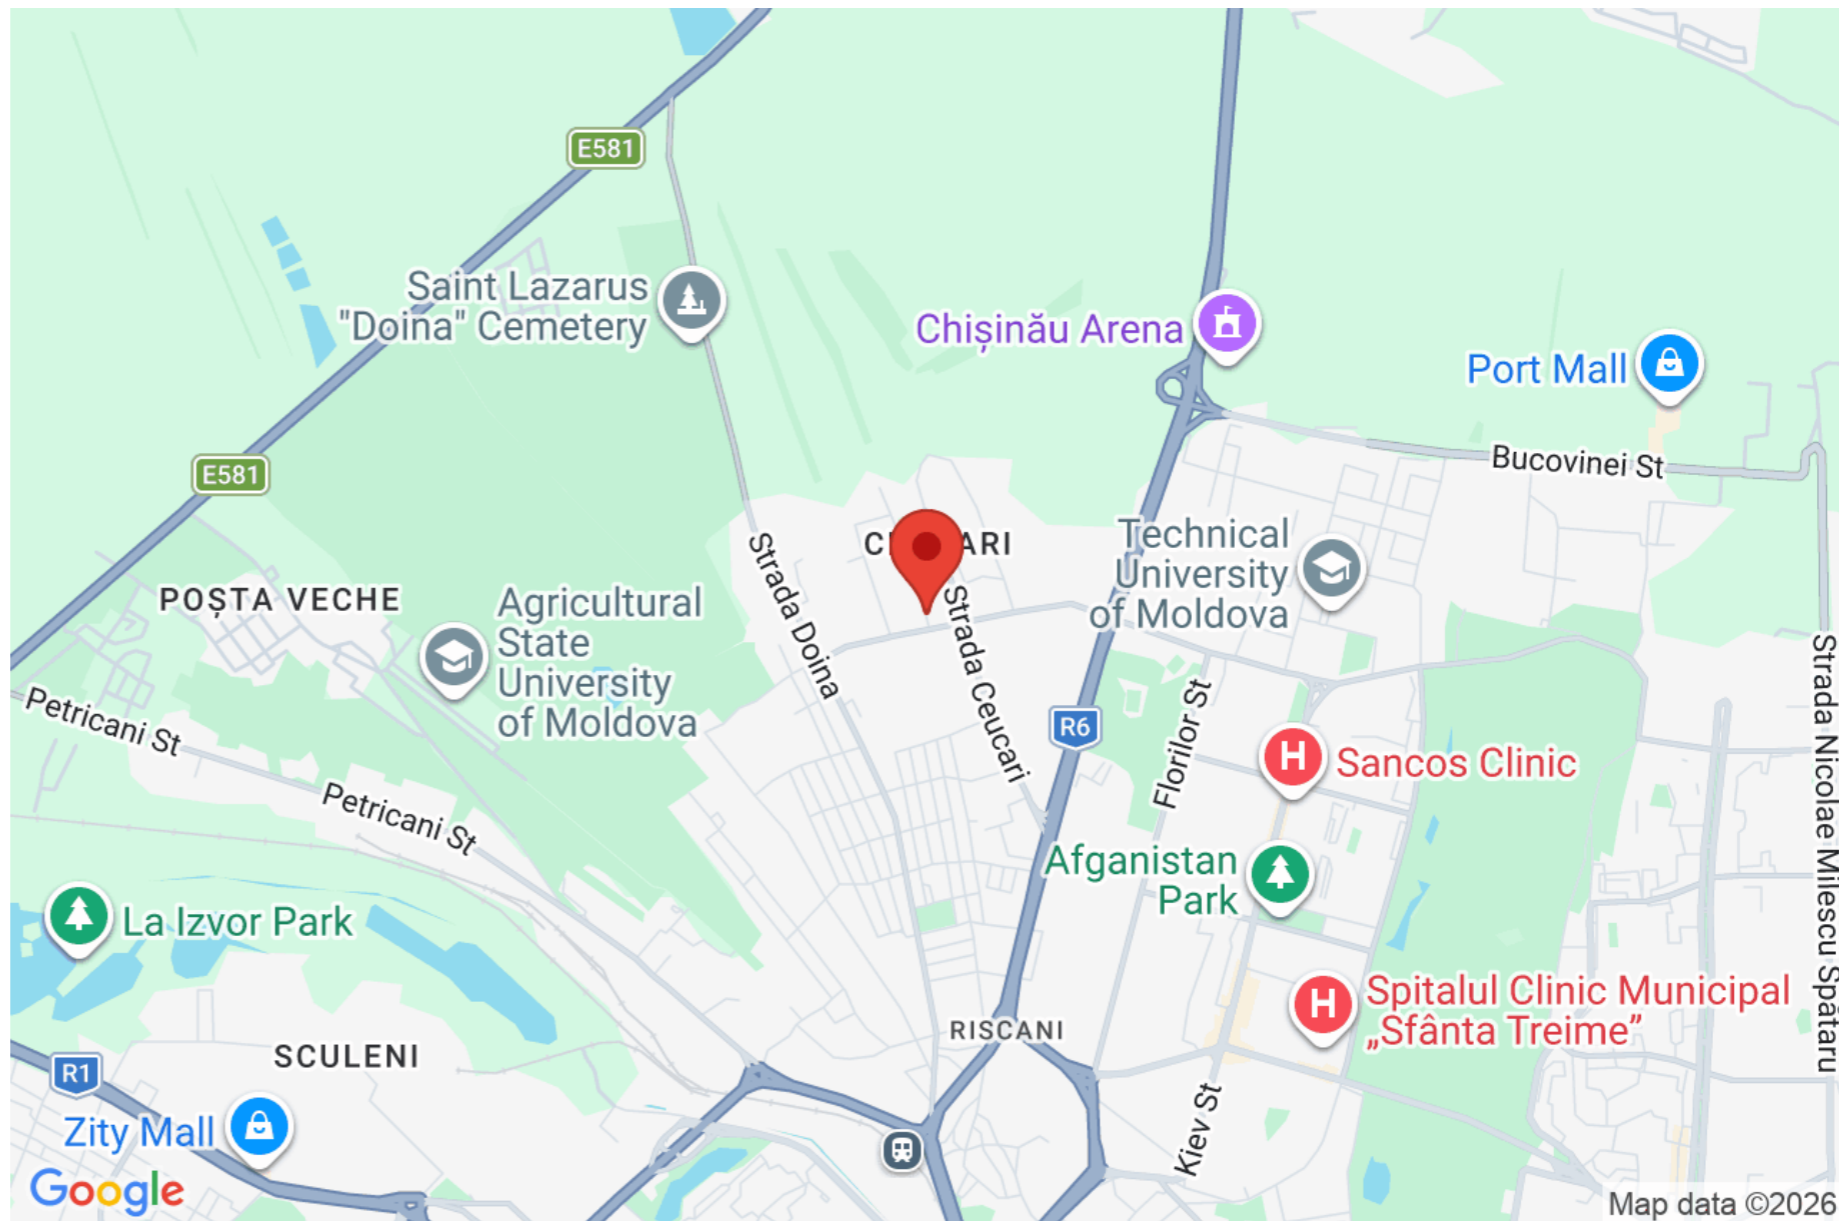 E581
Saint Lazarus
"Doina" Cemetery
Chișinău Arena
Port Mall
E581
Bucovinei St
Strada Doina
Technical
University
of Moldova
POȘTA VECHE
Agricultural
State
University
of Moldova
Strada Ceucari
Petricani St
R6
Florilor St
Strada Nicolae Milescu Spătaru
Sancos Clinic
Petricani St
Afganistan
Park
La Izvor Park
Spitalul Clinic Municipal
„Sfânta Treime”
RISCANI
SCULENI
R1
Zity Mall
Kiev St
Google
Map data ©2026